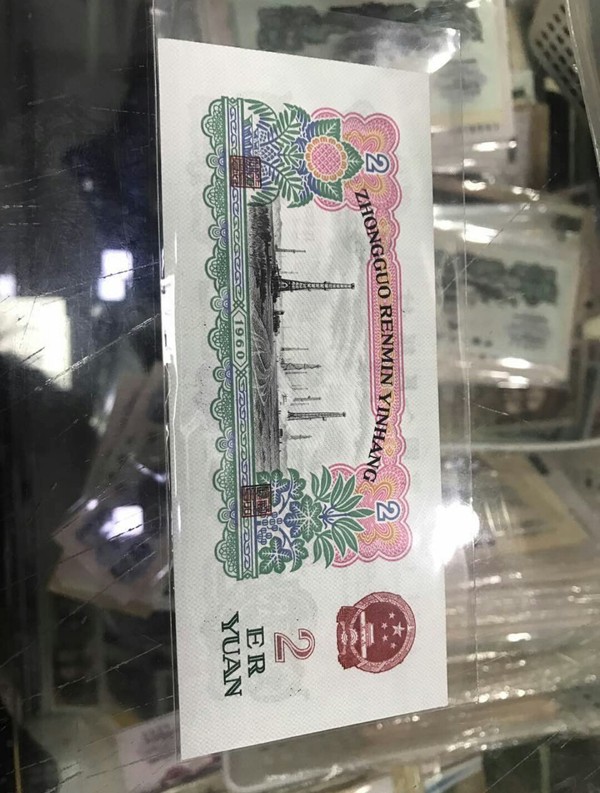 ZHONGGUO RENMIN YINHANG
2
2
1960
2
ER
YUAN